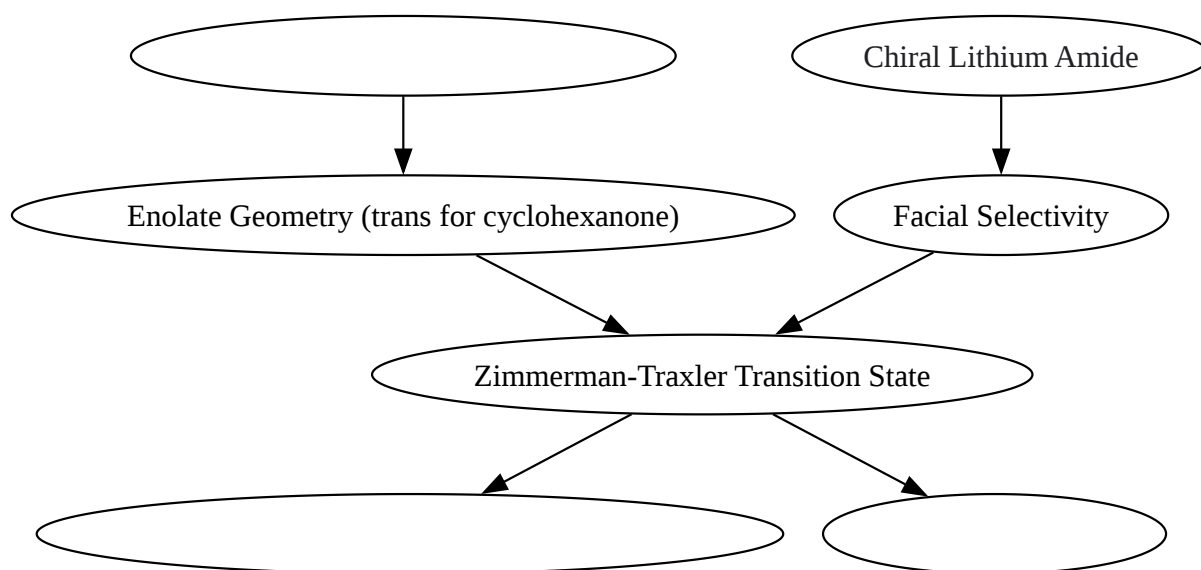 Chiral Lithium Amide
Enolate Geometry (trans for cyclohexanone)
Facial Selectivity
Zimmerman-Traxler Transition State